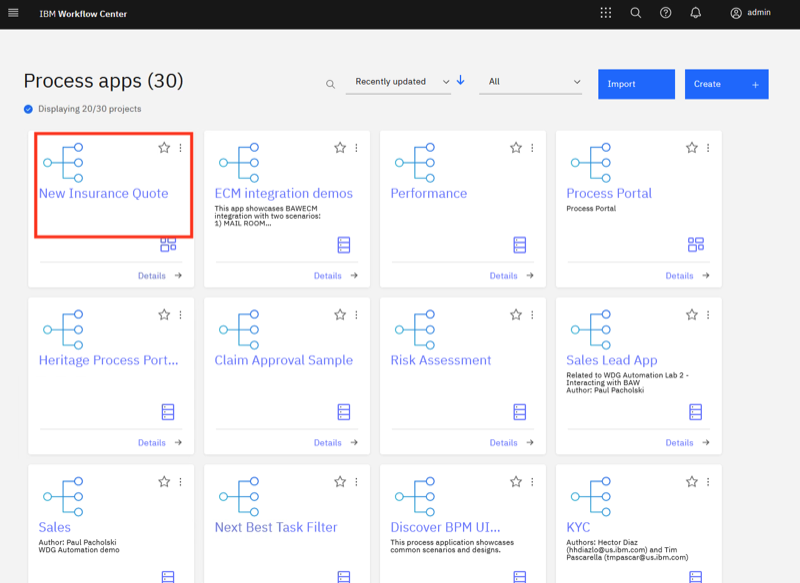 IBM Workflow Center
admin
Process apps (30)
Recently updated
All
Import
Create +
Displaying 20/30 projects
New Insurance Quote
Details
ECM integration demos
This app showcases BAWECM
integration with two scenarios:
1) MAIL ROOM...
Details
Performance
Details
Process Portal
Process Portal
Details
Heritage Process Port...
Details
Claim Approval Sample
Details
Risk Assessment
Details
Sales Lead App
Related to WDG Automation Lab 2 -
Interacting with BAW
Author: Paul Pacholski
Details
Sales
Author: Paul Pacholski
WDG Automation demo
Next Best Task Filter
Discover BPM UI...
This process application showcases
common scenarios and designs.
KYC
Authors: Hector Diaz
(hhdiazlo@us.ibm.com) and Tim
Pascarella (tmpascar@us.ibm.com)